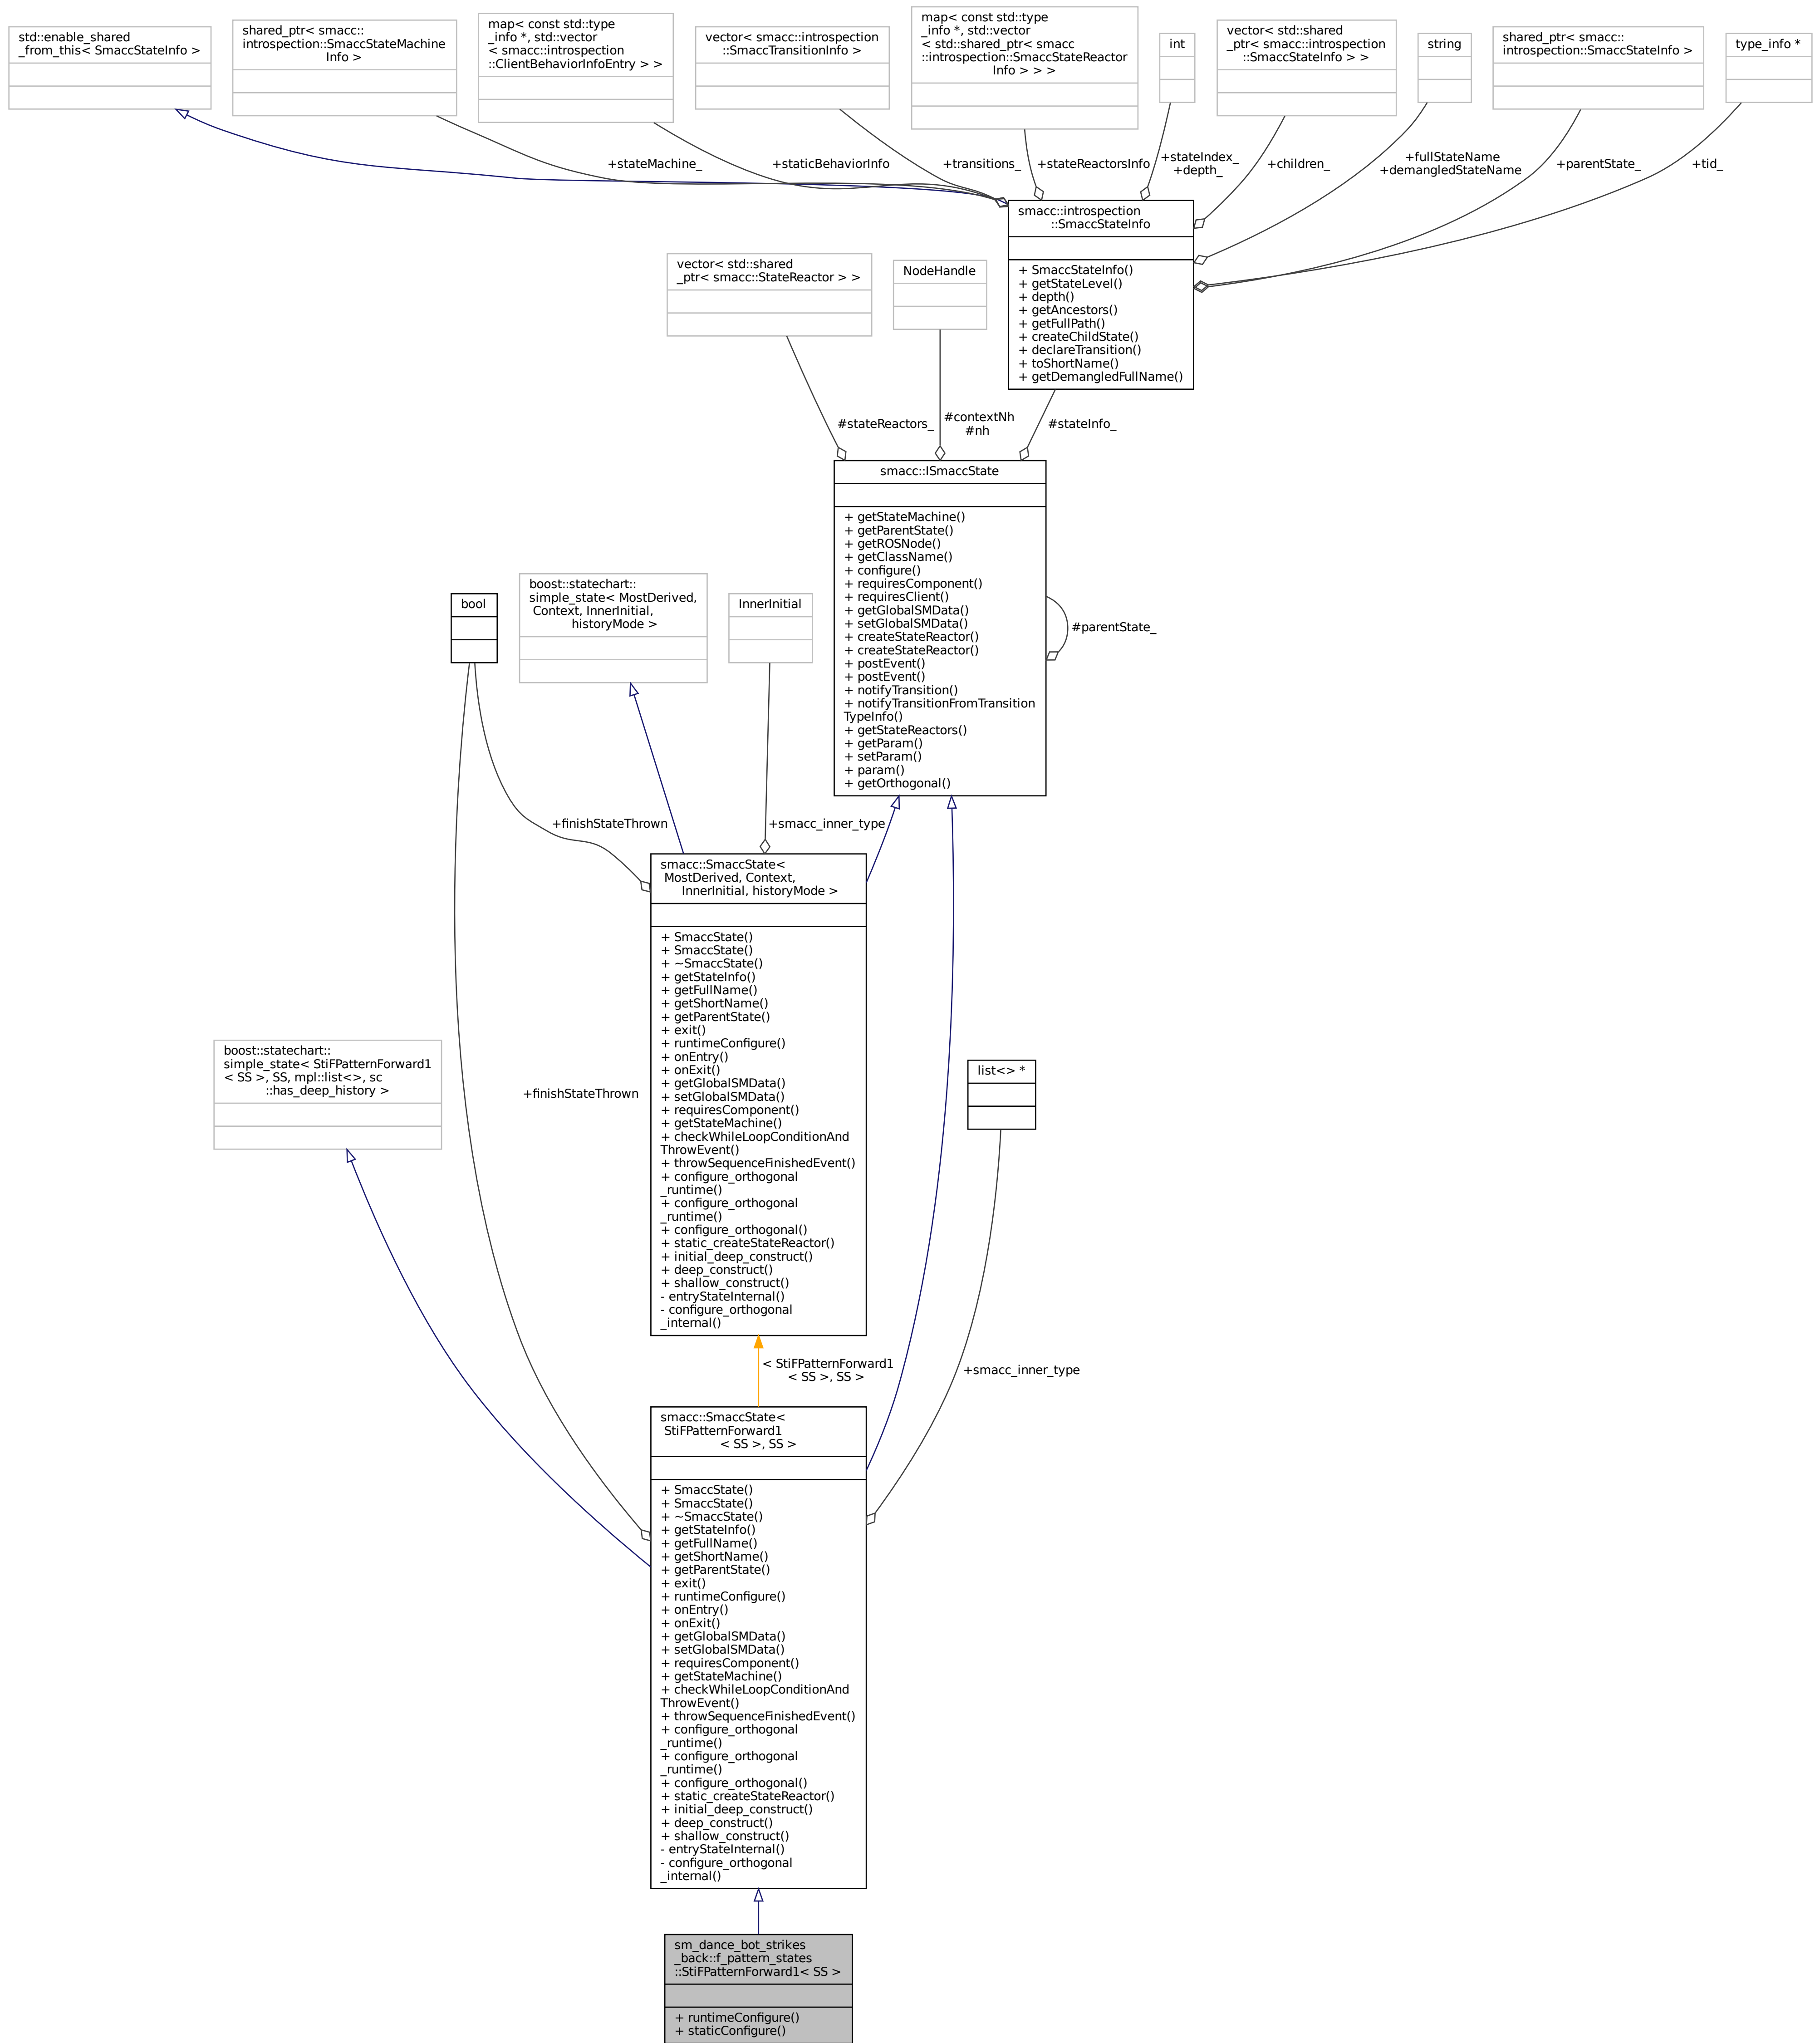 std::enable_shared
_from_this< SmaccStateInfo >
shared_ptr< smacc::
introspection::SmaccStateMachine
Info >
map< const std::type
_info *, std::vector
< smacc::introspection
::ClientBehaviorInfoEntry > >
vector< smacc::introspection
::SmaccTransitionInfo >
map< const std::type
_info *, std::vector
< std::shared_ptr< smacc
::introspection::SmaccStateReactor
Info > > >
int
vector< std::shared
_ptr< smacc::introspection
::SmaccStateInfo > >
string
shared_ptr< smacc::
introspection::SmaccStateInfo >
type_info *
+stateMachine_
+staticBehaviorInfo
+transitions_
+stateReactorsInfo
+stateIndex_
+depth_
+children_
+fullStateName
+demangledStateName
+parentState_
+tid_
smacc::introspection
::SmaccStateInfo
+ SmaccStateInfo()
+ getStateLevel()
+ depth()
+ getAncestors()
+ getFullPath()
+ createChildState()
+ declareTransition()
+ toShortName()
+ getDemangledFullName()
vector< std::shared
_ptr< smacc::StateReactor > >
NodeHandle
#stateReactors_
#contextNh
#nh
#stateInfo_
smacc::ISmaccState
+ getStateMachine()
+ getParentState()
+ getROSNode()
+ getClassName()
+ configure()
+ requiresComponent()
+ requiresClient()
+ getGlobalSMData()
+ setGlobalSMData()
+ createStateReactor()
+ createStateReactor()
+ postEvent()
+ postEvent()
+ notifyTransition()
+ notifyTransitionFromTransition
TypeInfo()
+ getStateReactors()
+ getParam()
+ setParam()
+ param()
+ getOrthogonal()
#parentState_
bool
boost::statechart::
simple_state< MostDerived,
Context, InnerInitial,
historyMode >
InnerInitial
+finishStateThrown
+smacc_inner_type
smacc::SmaccState<
MostDerived, Context,
InnerInitial, historyMode >
+ SmaccState()
+ SmaccState()
+ ~SmaccState()
+ getStateInfo()
+ getFullName()
+ getShortName()
+ getParentState()
+ exit()
+ runtimeConfigure()
+ onEntry()
+ onExit()
+ getGlobalSMData()
+ setGlobalSMData()
+ requiresComponent()
+ getStateMachine()
+ checkWhileLoopConditionAnd
ThrowEvent()
+ throwSequenceFinishedEvent()
+ configure_orthogonal
_runtime()
+ configure_orthogonal
_runtime()
+ configure_orthogonal()
+ static_createStateReactor()
+ initial_deep_construct()
+ deep_construct()
+ shallow_construct()
- entryStateInternal()
- configure_orthogonal
_internal()
boost::statechart::
simple_state< StiFPatternForward1
< SS >, SS, mpl::list<>, sc
::has_deep_history >
+finishStateThrown
list<> *
< StiFPatternForward1
< SS >, SS >
+smacc_inner_type
smacc::SmaccState<
StiFPatternForward1
< SS >, SS >
+ SmaccState()
+ SmaccState()
+ ~SmaccState()
+ getStateInfo()
+ getFullName()
+ getShortName()
+ getParentState()
+ exit()
+ runtimeConfigure()
+ onEntry()
+ onExit()
+ getGlobalSMData()
+ setGlobalSMData()
+ requiresComponent()
+ getStateMachine()
+ checkWhileLoopConditionAnd
ThrowEvent()
+ throwSequenceFinishedEvent()
+ configure_orthogonal
_runtime()
+ configure_orthogonal
_runtime()
+ configure_orthogonal()
+ static_createStateReactor()
+ initial_deep_construct()
+ deep_construct()
+ shallow_construct()
- entryStateInternal()
- configure_orthogonal
_internal()
sm_dance_bot_strikes
_back::f_pattern_states
::StiFPatternForward1< SS >
+ runtimeConfigure()
+ staticConfigure()